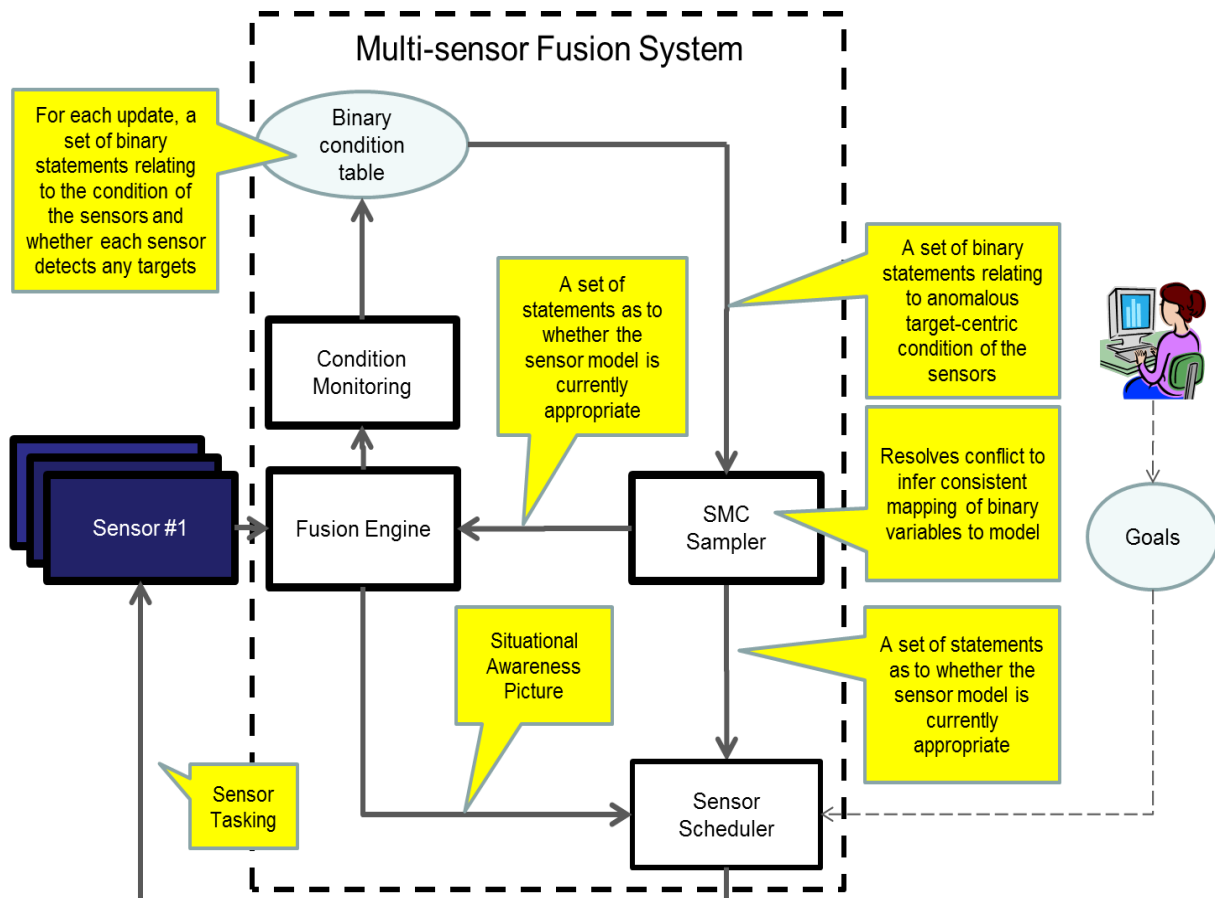 Multi-sensor Fusion System
For each update, a
set of binary
statements relating
to the condition of
the sensors and
whether each sensor
detects any targets
Binary
condition
table
A set of
statements as to
whether the
sensor model is
currently
appropriate
A set of binary
statements relating
to anomalous
target-centric
condition of the
sensors
Condition
Monitoring
Sensor #1
Fusion Engine
SMC
Sampler
Resolves conflict to
infer consistent
mapping of binary
variables to model
Goals
Situational
Awareness
Picture
A set of statements
as to whether the
sensor model is
currently
appropriate
Sensor
Tasking
Sensor
Scheduler